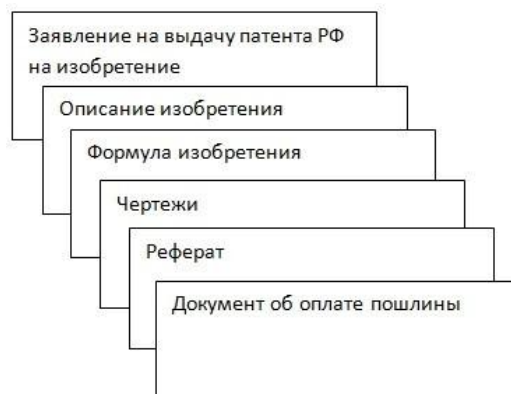 Заявление на выдачу патента РФ
на изобретение
Описание изобретения
Формула изобретения
Чертежи
Реферат
Документ об оплате пошлины